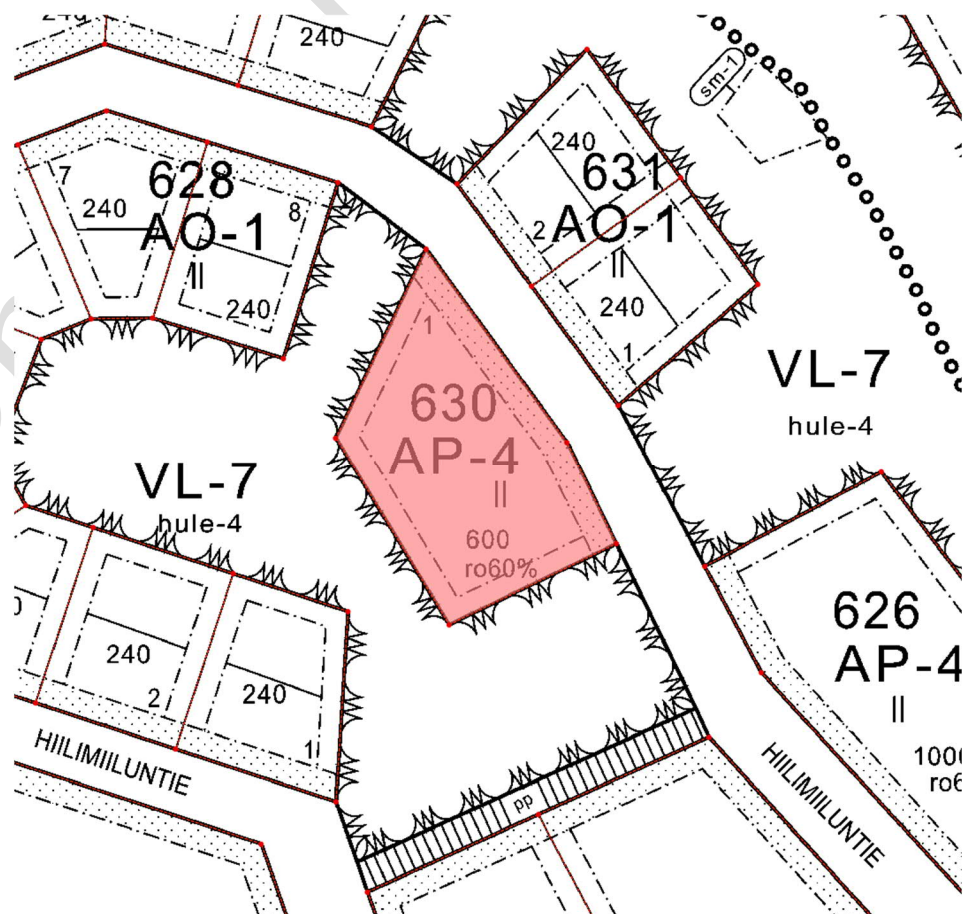 240
240
sm-1
628
7
240
AO-1
8
II
240
240
631
2
AO-1
II
240
1
1
630
AP-4
II
600
ro60%
VL-7
hule-4
VL-7
hule-4
240
2
240
1
626
AP-4
II
HIILIMIILUNTIE
pp
HIILIMIILUNTIE